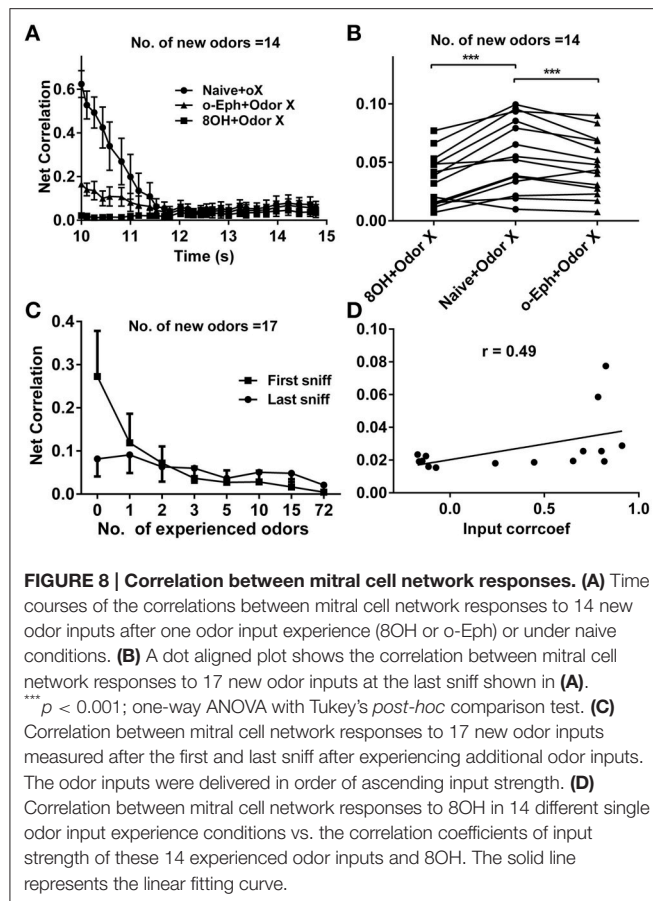 A
No. of new odors =14
Net Correlation
0.6
0.4
0.2
0.0
Naive+oX
o-Eph+Odor X
8OH+Odor X
10 11 12 13 14 15
Time (s)
B
No. of new odors =14
*** ***
0.10
0.05
0.00
8OH+Odor X
Naive+Odor X
o-Eph+Odor X
C
No. of new odors =17
Net Correlation
0.4
0.3
0.2
0.1
0.0
First sniff
Last sniff
0 1 2 3 5 10 15 72
No. of experienced odors
D
r = 0.49
0.10
0.08
0.06
0.04
0.02
0.00
0.0 0.5 1.0
Input corrcoef
FIGURE 8 | Correlation between mitral cell network responses. (A) Time
courses of the correlations between mitral cell network responses to 14 new
odor inputs after one odor input experience (8OH or o-Eph) or under naive
conditions. (B) A dot aligned plot shows the correlation between mitral cell
network responses to 17 new odor inputs at the last sniff shown in (A).
***p < 0.001; one-way ANOVA with Tukey's post-hoc comparison test. (C)
Correlation between mitral cell network responses to 17 new odor inputs
measured after the first and last sniff after experiencing additional odor inputs.
The odor inputs were delivered in order of ascending input strength. (D)
Correlation between mitral cell network responses to 8OH in 14 different single
odor input experience conditions vs. the correlation coefficients of input
strength of these 14 experienced odor inputs and 8OH. The solid line
represents the linear fitting curve.